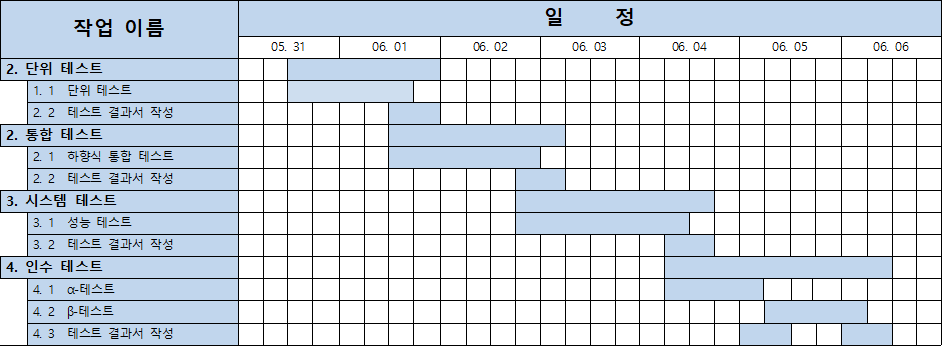 작업 이름
일 정
05. 31 06. 01 06. 02 06. 03 06. 04 06. 05 06. 06
2. 단위 테스트
1. 1 단위 테스트
2. 2 테스트 결과서 작성
2. 통합 테스트
2. 1 하향식 통합 테스트
2. 2 테스트 결과서 작성
3. 시스템 테스트
3. 1 성능 테스트
3. 2 테스트 결과서 작성
4. 인수 테스트
4. 1 α-테스트
4. 2 β-테스트
4. 3 테스트 결과서 작성